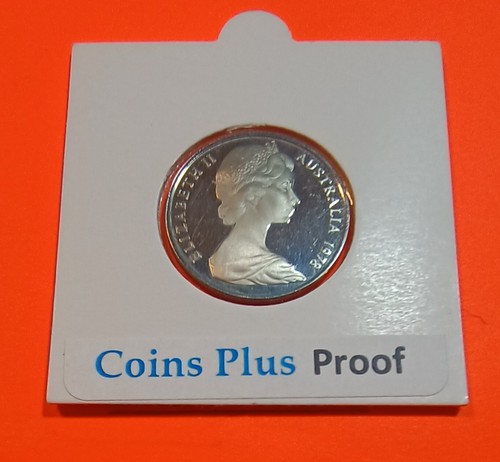 ELIZABETH II
AUSTRALIA 1978
Coins Plus Proof